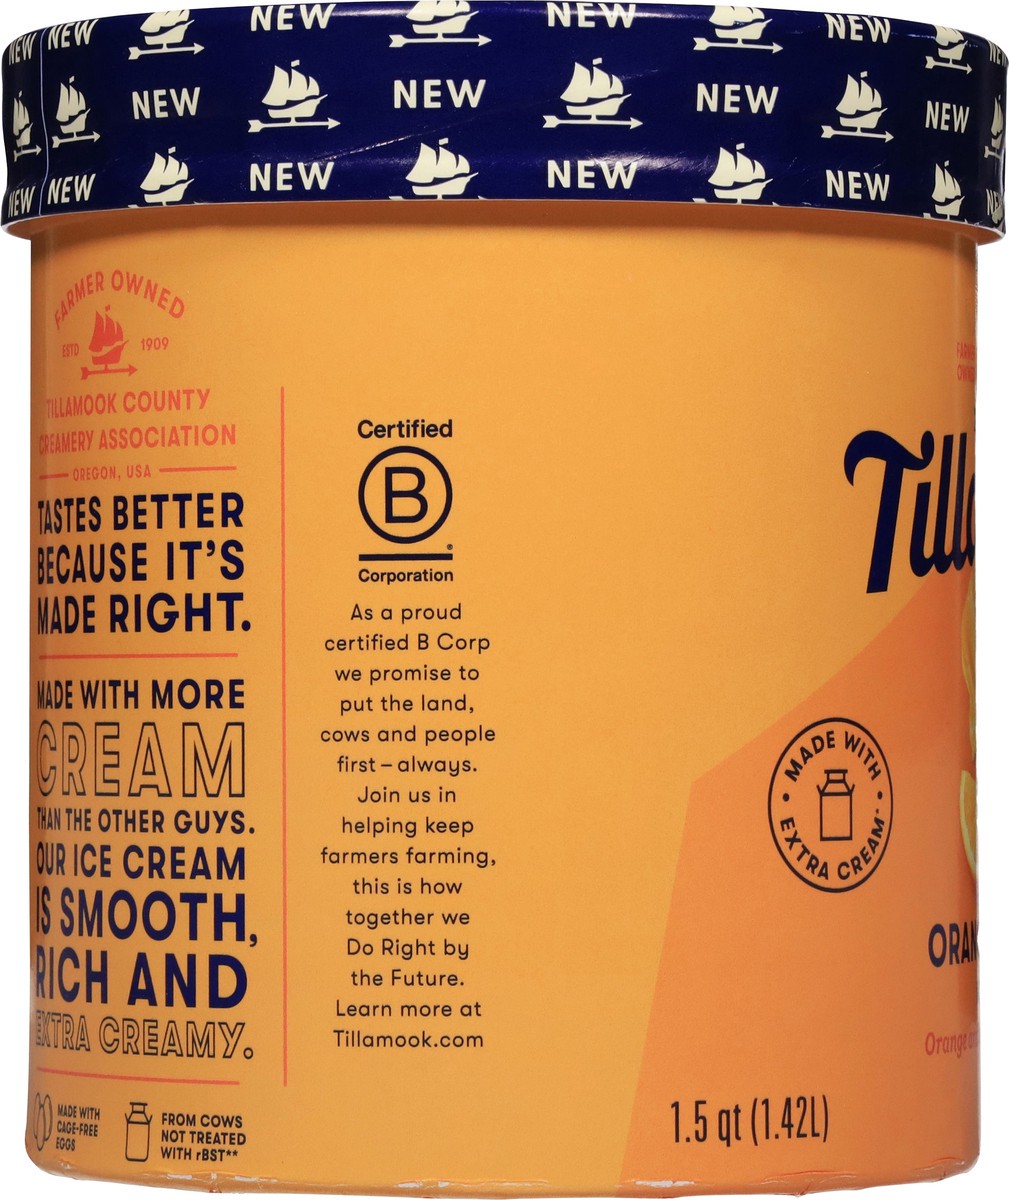 NEW NEW NEW NEW
NEW NEW NEW NEW
NEW NEW NEW NEW NEW
FARMER OWNED
ESTD 1909
TILLAMOOK COUNTY
CREAMERY ASSOCIATION
OREGON, USA
TASTES BETTER
BECAUSE IT'S
MADE RIGHT.
MADE WITH MORE
CREAM
THAN THE OTHER GUYS.
OUR ICE CREAM
IS SMOOTH,
RICH AND
EXTRA CREAMY.
MADE WITH
CAGE-FREE
EGGS
FROM COWS
NOT TREATED
WITH rBST**
Certified
B
®
Corporation
As a proud
certified B Corp
we promise to
put the land,
cows and people
first – always.
Join us in
helping keep
farmers farming,
this is how
together we
Do Right by
the Future.
Learn more at
Tillamook.com
MADE WITH
EXTRA CREAM*
Orange
1.5 qt (1.42L)